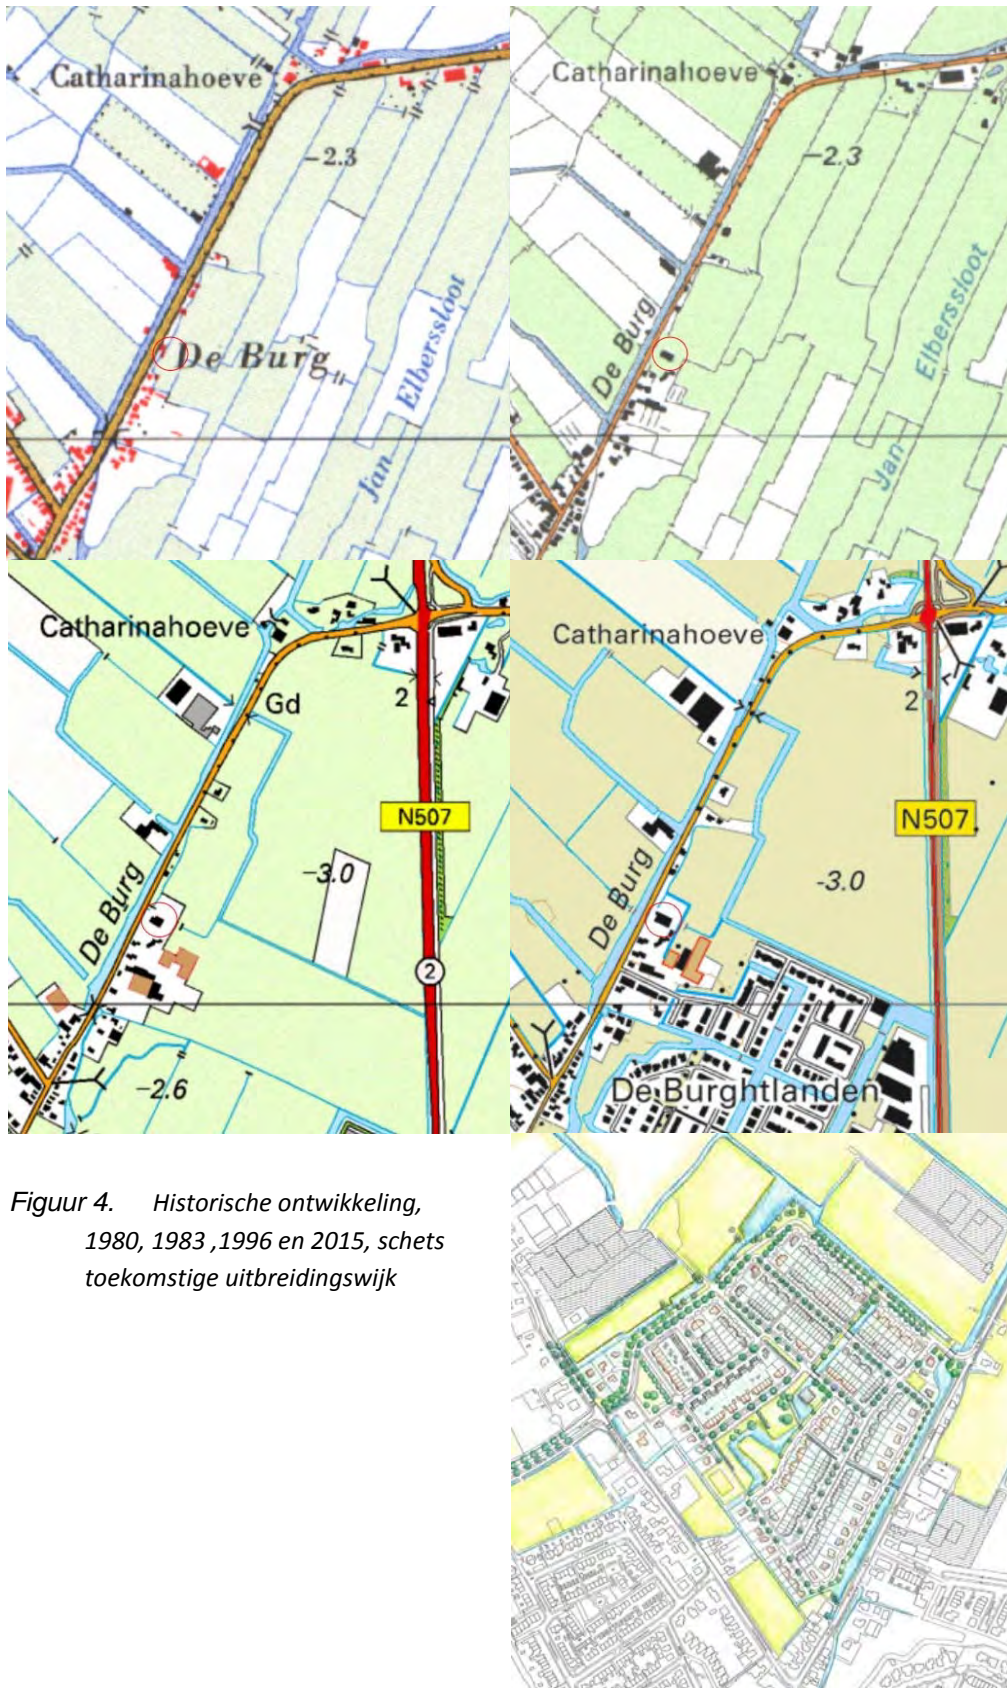 Catharinahoeve
-2.3
De Burg
Jan Elberssloot
Catharinahoeve
-2.3
De Burg
Jan Elberssloot
Catharinahoeve
Gd
2
N507
-3.0
De Burg
2
-2.6
Catharinahoeve
2
N507
-3.0
De Burg
De Burghtlanden
Figuur 4. Historische ontwikkeling,
1980, 1983 ,1996 en 2015, schets
toekomstige uitbreidingswijk